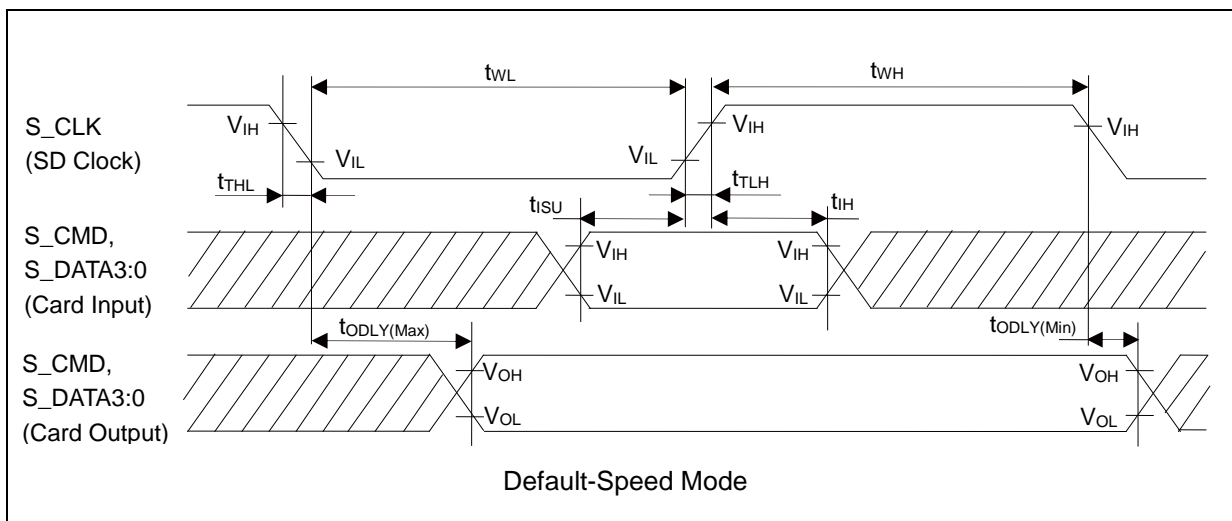 tWL
tWH
S_CLK
(SD Clock)
VIH
VIL
VIL
VIH
VIH
tTHL
tTLH
tISU
tIH
S_CMD,
S_DATA3:0
(Card Input)
VIH
VIL
VIH
VIL
tODLY(Max)
tODLY(Min)
S_CMD,
S_DATA3:0
(Card Output)
VOH
VOL
VOH
VOL
Default-Speed Mode